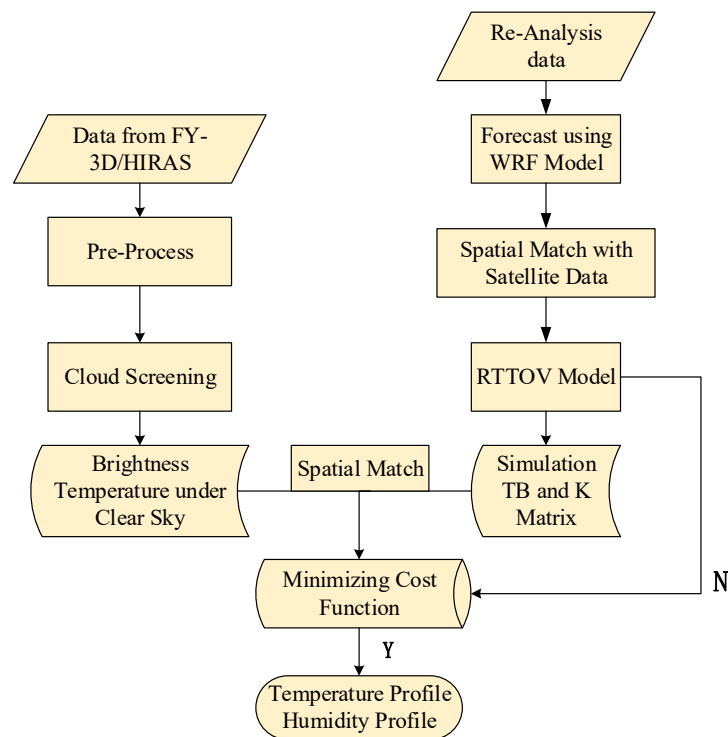 Re-Analysis
data
Data from FY-
3D/HIRAS
Forecast using
WRF Model
Pre-Process
Spatial Match with
Satellite Data
Cloud Screening
RTTOV Model
Brightness
Temperature under
Clear Sky
Spatial Match
Simulation
TB and K
Matrix
Minimizing Cost
Function
N
Y
Temperature Profile
Humidity Profile